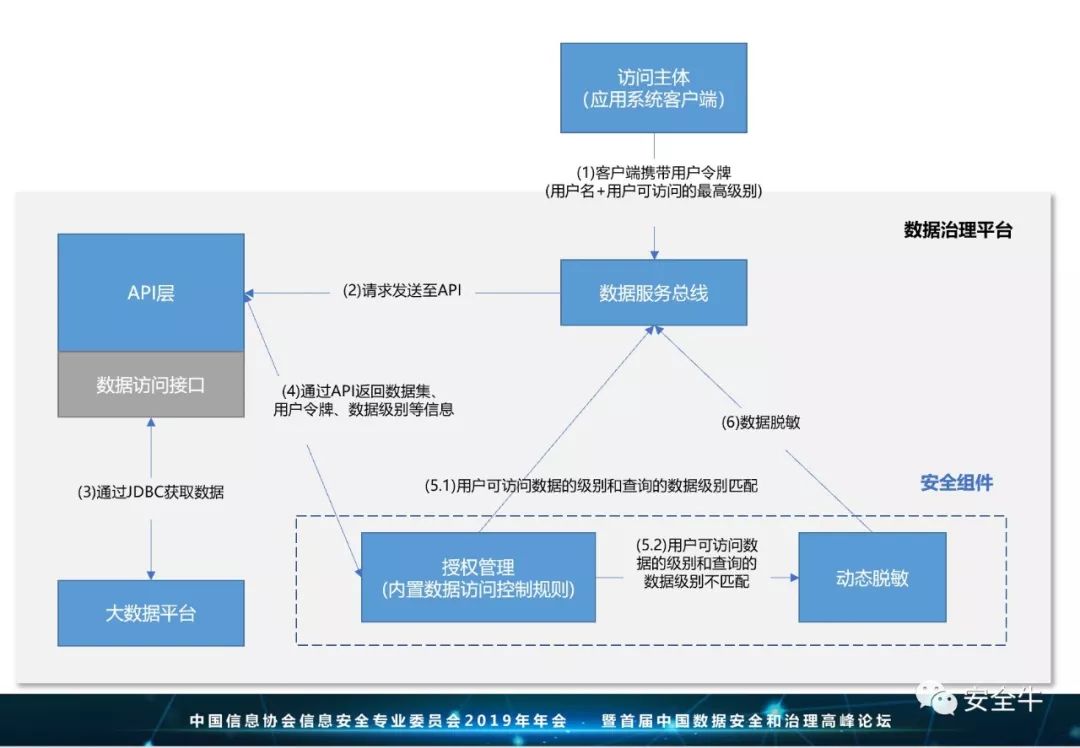 访问主体
（应用系统客户端）
(1)客户端携带用户令牌
(用户名+用户可访问的最高级别)
数据治理平台
API层
(2)请求发送至API
数据服务总线
数据访问接口
(4)通过API返回数据集、
用户令牌、数据级别等信息
(6)数据脱敏
(3)通过JDBC获取数据
(5.1)用户可访问数据的级别和查询的数据级别匹配
安全组件
授权管理
(内置数据访问控制规则)
(5.2)用户可访问数
据的级别和查询的
数据级别不匹配
动态脱敏
大数据平台
安全牛
中国信息协会信息安全专业委员会2019年年会 · 暨首届中国数据安全和治理高峰论坛